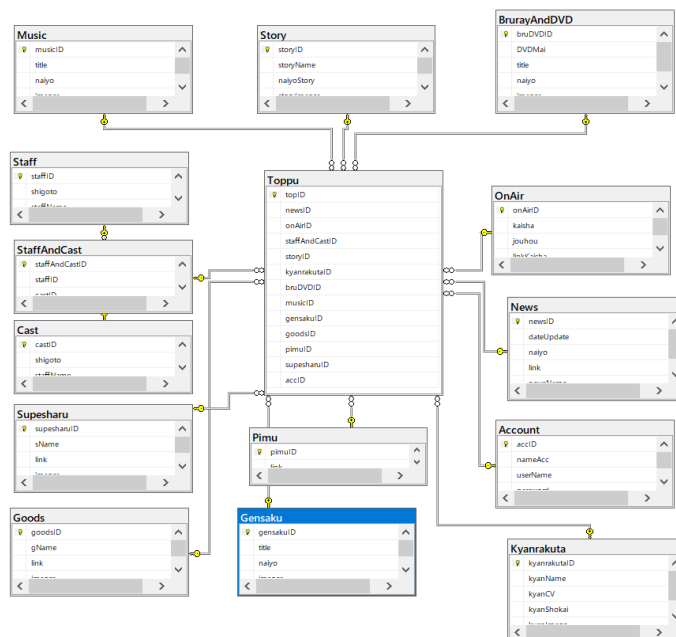 Music
musicID
title
naiyo
Story
storyID
storyName
naiyoStory
BrurayAndDVD
bruDVDID
DVDMai
title
naiyo
Staff
staffID
shigoto
StaffAndCast
staffAndCastID
staffID
Cast
castID
shigoto
staffName
Supesharu
supesharuID
sName
link
Goods
goodsID
gName
link
Toppu
topID
newsID
onAirID
staffAndCastID
storyID
kyanrakutaID
bruDVDID
musicID
gensakuID
goodsID
pimuID
supesharuID
accID
Pimu
pimuID
Gensaku
gensakuID
title
naiyo
OnAir
onAirID
kaisha
jouhou
linkKaisha
News
newsID
dateUpdate
naiyo
link
Account
accID
nameAcc
userName
Kyanrakuta
kyanrakutaID
kyanName
kyanCV
kyanShokai